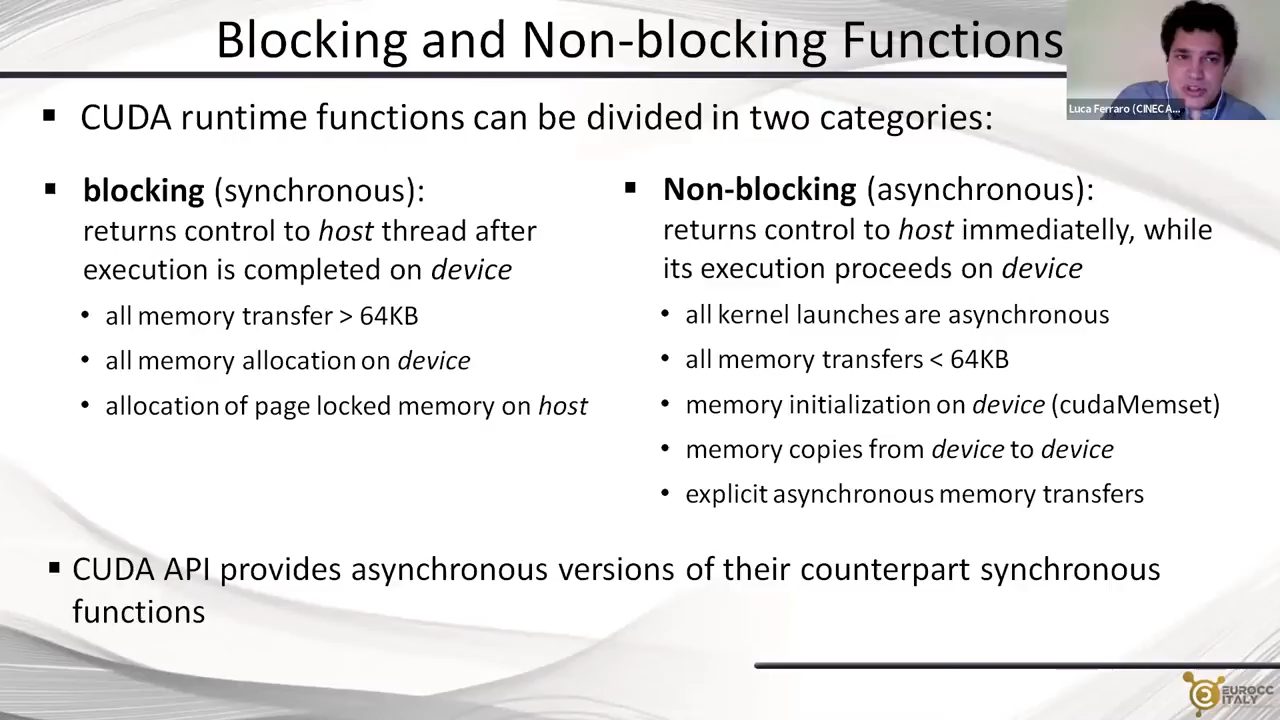 Blocking and Non-blocking Functions
Luca Ferraro (CINECA...
▪ CUDA runtime functions can be divided in two categories:
▪ blocking (synchronous):
returns control to host thread after
execution is completed on device
• all memory transfer > 64KB
• all memory allocation on device
• allocation of page locked memory on host
▪ Non-blocking (asynchronous):
returns control to host immediatelly, while
its execution proceeds on device
• all kernel launches are asynchronous
• all memory transfers < 64KB
• memory initialization on device (cudaMemset)
• memory copies from device to device
• explicit asynchronous memory transfers
▪ CUDA API provides asynchronous versions of their counterpart synchronous
functions
EUROCC
ITALY